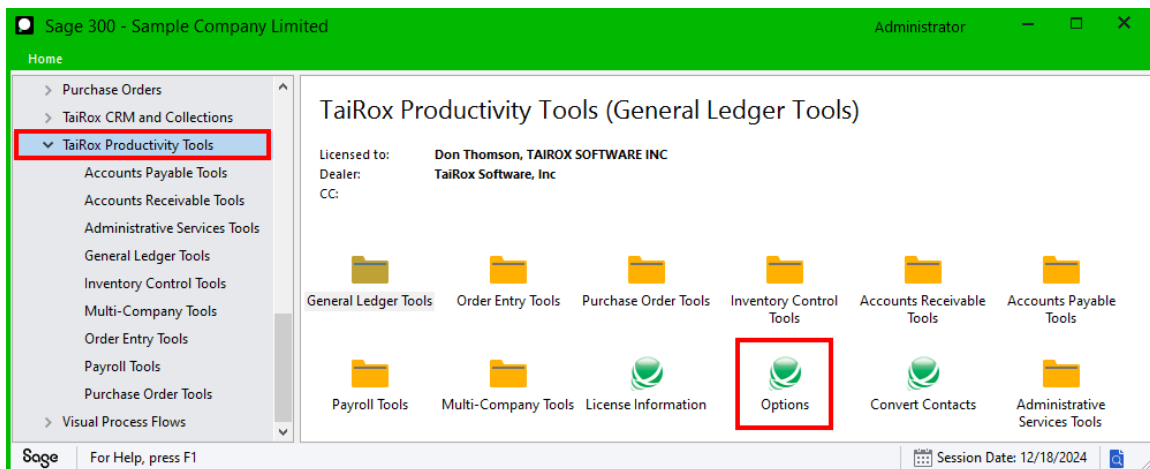 Sage 300 - Sample Company Limited
Administrator
Home
Purchase Orders
TaiRox CRM and Collections
TaiRox Productivity Tools
Accounts Payable Tools
Accounts Receivable Tools
Administrative Services Tools
General Ledger Tools
Inventory Control Tools
Multi-Company Tools
Order Entry Tools
Payroll Tools
Purchase Order Tools
Visual Process Flows
TaiRox Productivity Tools (General Ledger Tools)
Licensed to: Don Thomson, TAIROX SOFTWARE INC
Dealer: TaiRox Software, Inc
CC:
General Ledger Tools
Order Entry Tools
Purchase Order Tools
Inventory Control
Tools
Accounts Receivable
Tools
Accounts Payable
Tools
Payroll Tools
Multi-Company Tools
License Information
Options
Convert Contacts
Administrative
Services Tools
Sage
For Help, press F1
Session Date: 12/18/2024